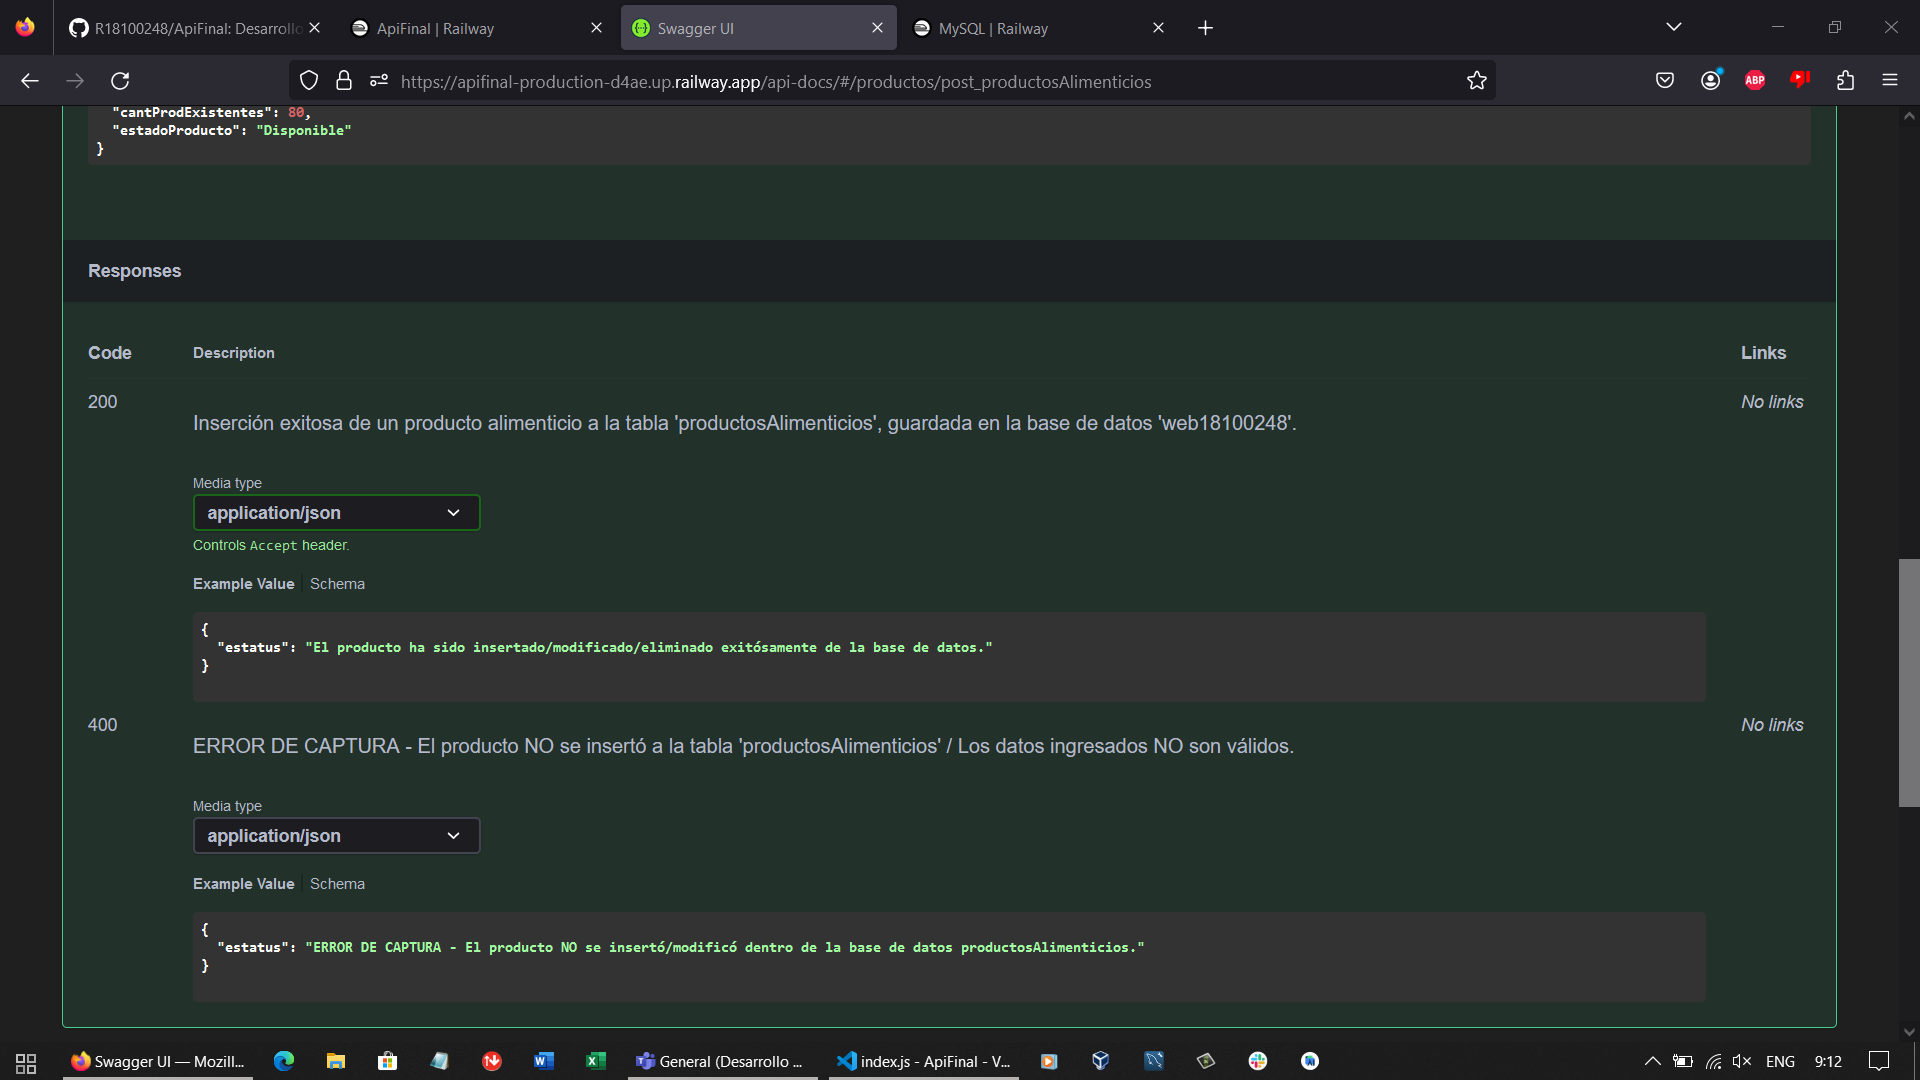 R18100248/ApiFinal: Desarrollo
ApiFinal | Railway
Swagger UI
MySQL | Railway
https://apifinal-production-d4ae.up.railway.app/api-docs/#/productos/post_productosAlimenticios
ABP
"cantProdExistentes": 80,
"estadoProducto": "Disponible"
}
Responses
Code
Description
Links
200
Inserción exitosa de un producto alimenticio a la tabla 'productosAlimenticios', guardada en la base de datos 'web18100248'.
No links
Media type
application/json
Controls Accept header.
Example Value
Schema
{
"estatus": "El producto ha sido insertado/modificado/eliminado exitósamente de la base de datos."
}
400
ERROR DE CAPTURA - El producto NO se insertó a la tabla 'productosAlimenticios' / Los datos ingresados NO son válidos.
No links
Media type
application/json
Example Value
Schema
{
"estatus": "ERROR DE CAPTURA - El producto NO se insertó/modificó dentro de la base de datos productosAlimenticios."
}
Swagger UI — Mozill...
General (Desarrollo ...
index.js - ApiFinal - V...
ENG
9:12